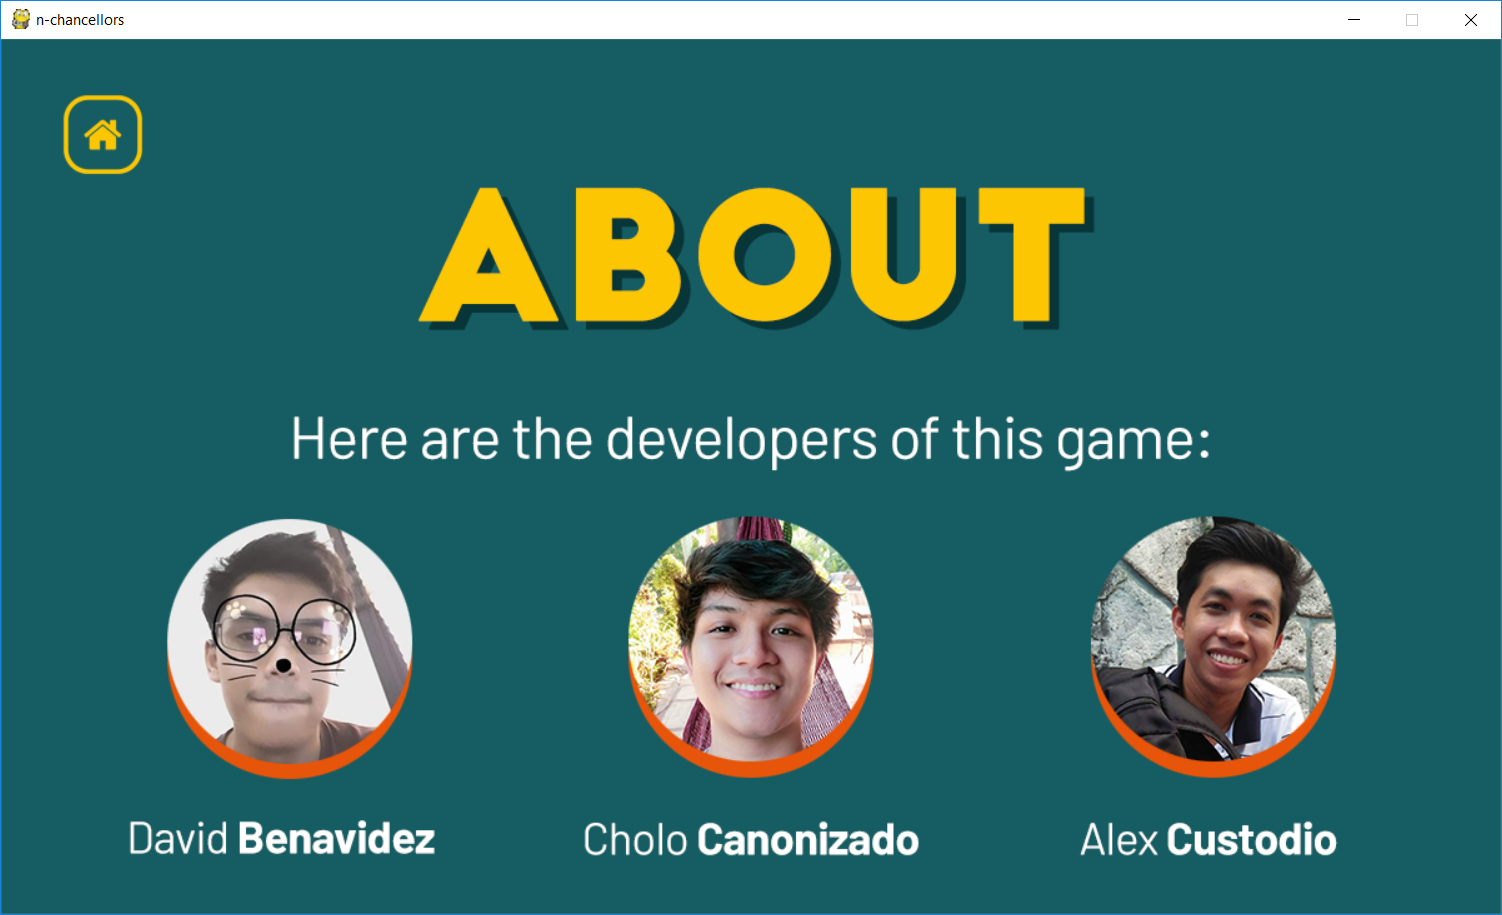 n-chancellors
ABOUT
Here are the developers of this game:
David Benavidez
Cholo Canonizado
Alex Custodio